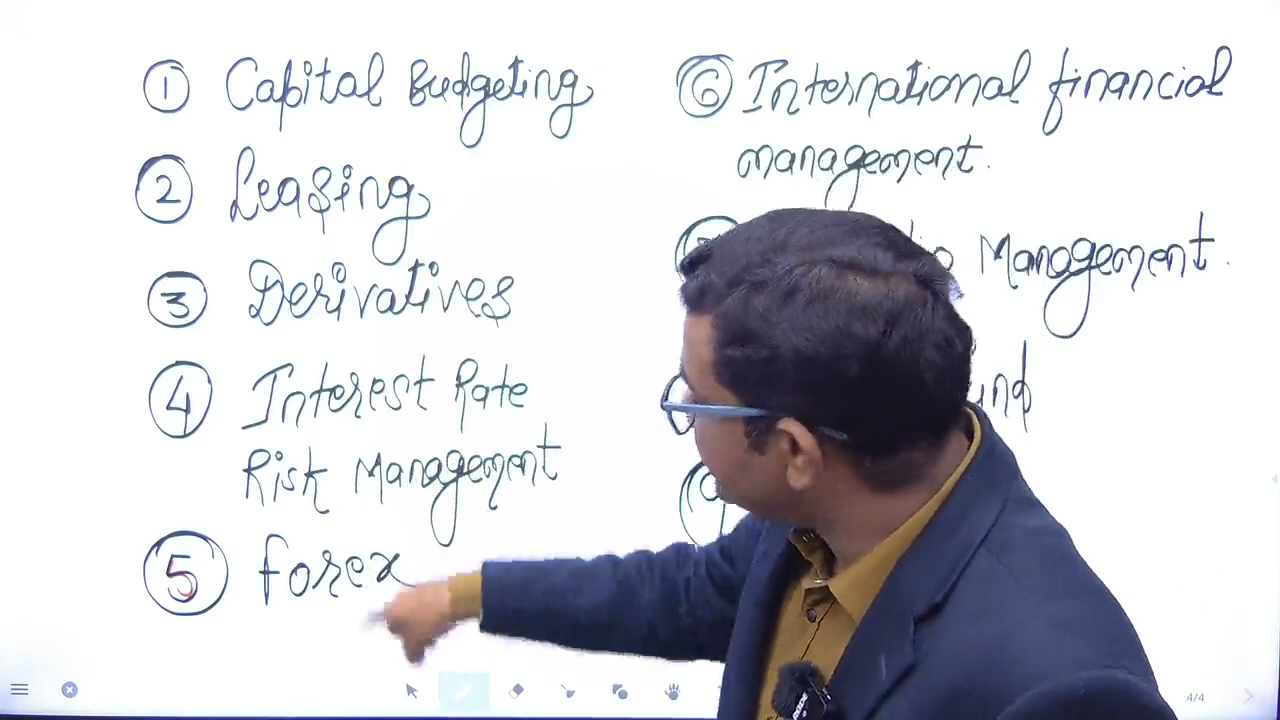 ① Capital Budgeting
② Leasing
③ Derivatives
④ Interest Rate
Risk Management
⑤ forex
⑥ International financial
management.
Management.
4/4